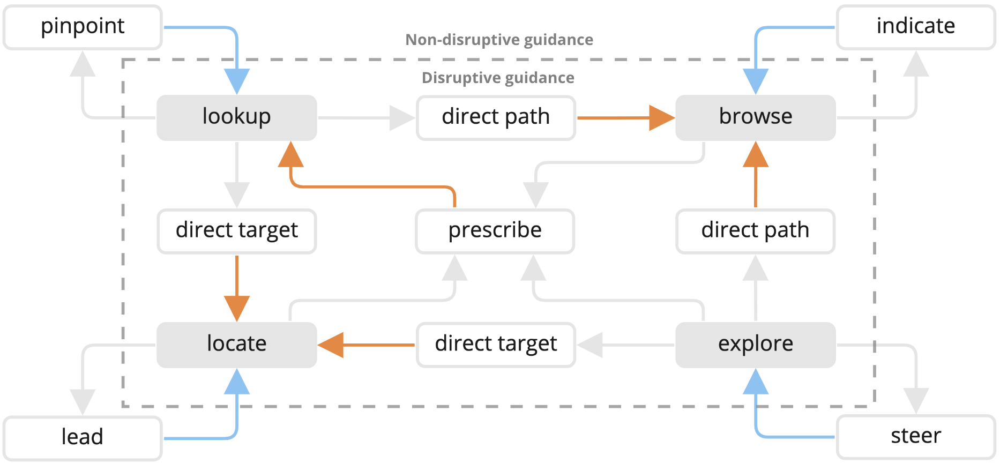 pinpoint
indicate
Non-disruptive guidance
Disruptive guidance
lookup
direct path
browse
direct target
prescribe
direct path
locate
direct target
explore
lead
steer